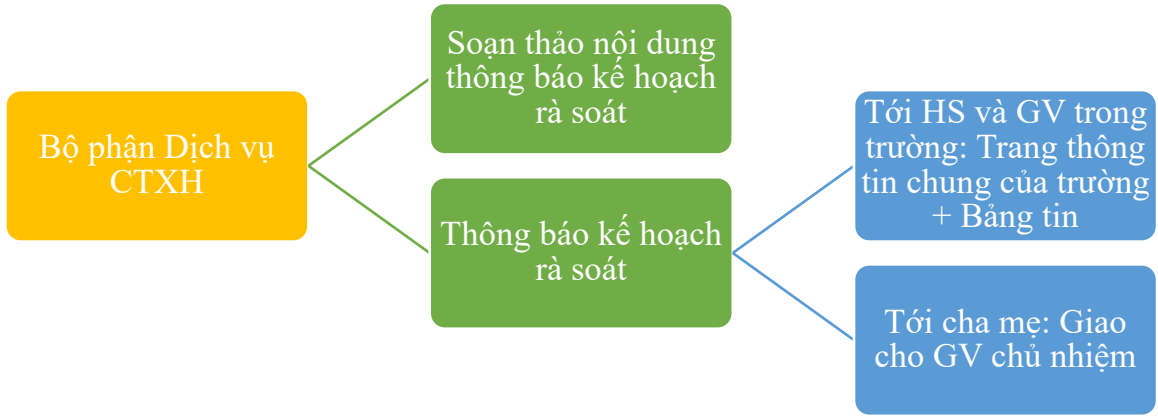 Bộ phận Dịch vụ
CTXH
Soạn thảo nội dung
thông báo kế hoạch
rà soát
Thông báo kế hoạch
rà soát
Tới HS và GV trong
trường: Trang thông
tin chung của trường
+ Bảng tin
Tới cha mẹ: Giao
cho GV chủ nhiệm